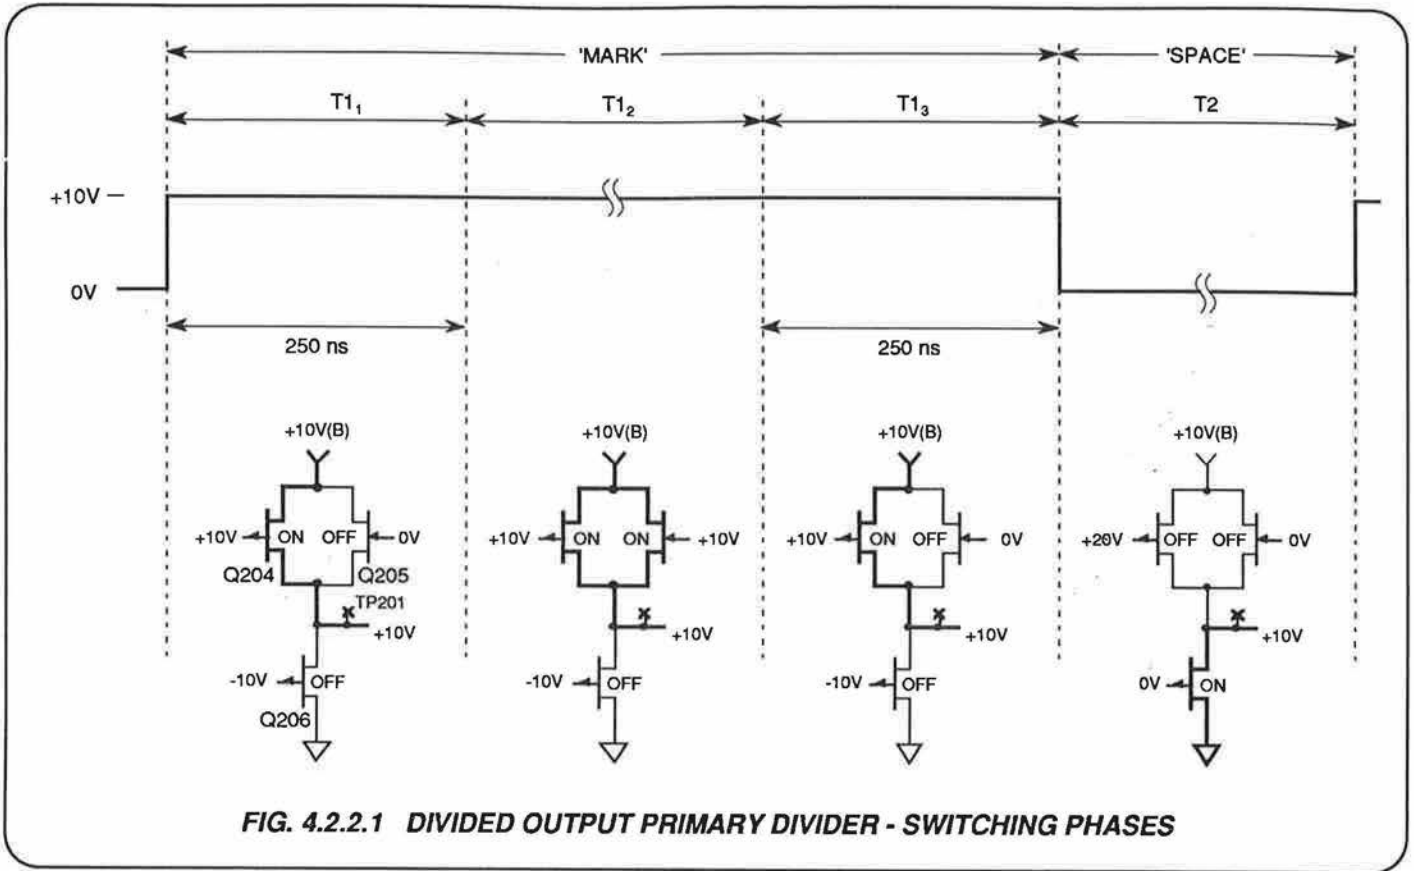 'MARK' 'SPACE'
T1₁ T1₂ T1₃ T2
+10V
0V
250 ns 250 ns
+10V(B) +10V(B) +10V(B) +10V(B)
+10V ON OFF 0V +10V ON ON +10V +10V ON OFF 0V +20V OFF OFF 0V
Q204 Q205
TP201
+10V +10V +10V +10V
-10V OFF -10V OFF -10V OFF 0V ON
Q206
FIG. 4.2.2.1 DIVIDED OUTPUT PRIMARY DIVIDER - SWITCHING PHASES